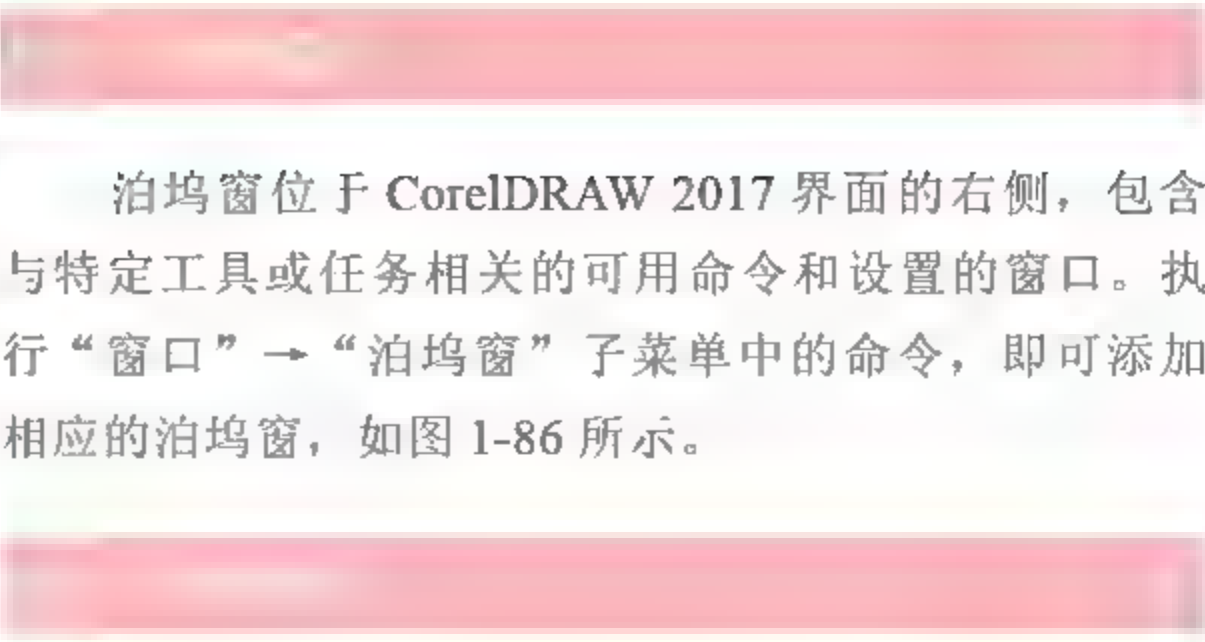 泊坞窗位于 CorelDRAW 2017 界面的右侧，包含
与特定工具或任务相关的可用命令和设置的窗口。执
行“窗口”→“泊坞窗”子菜单中的命令，即可添加
相应的泊坞窗，如图 1-86 所示。